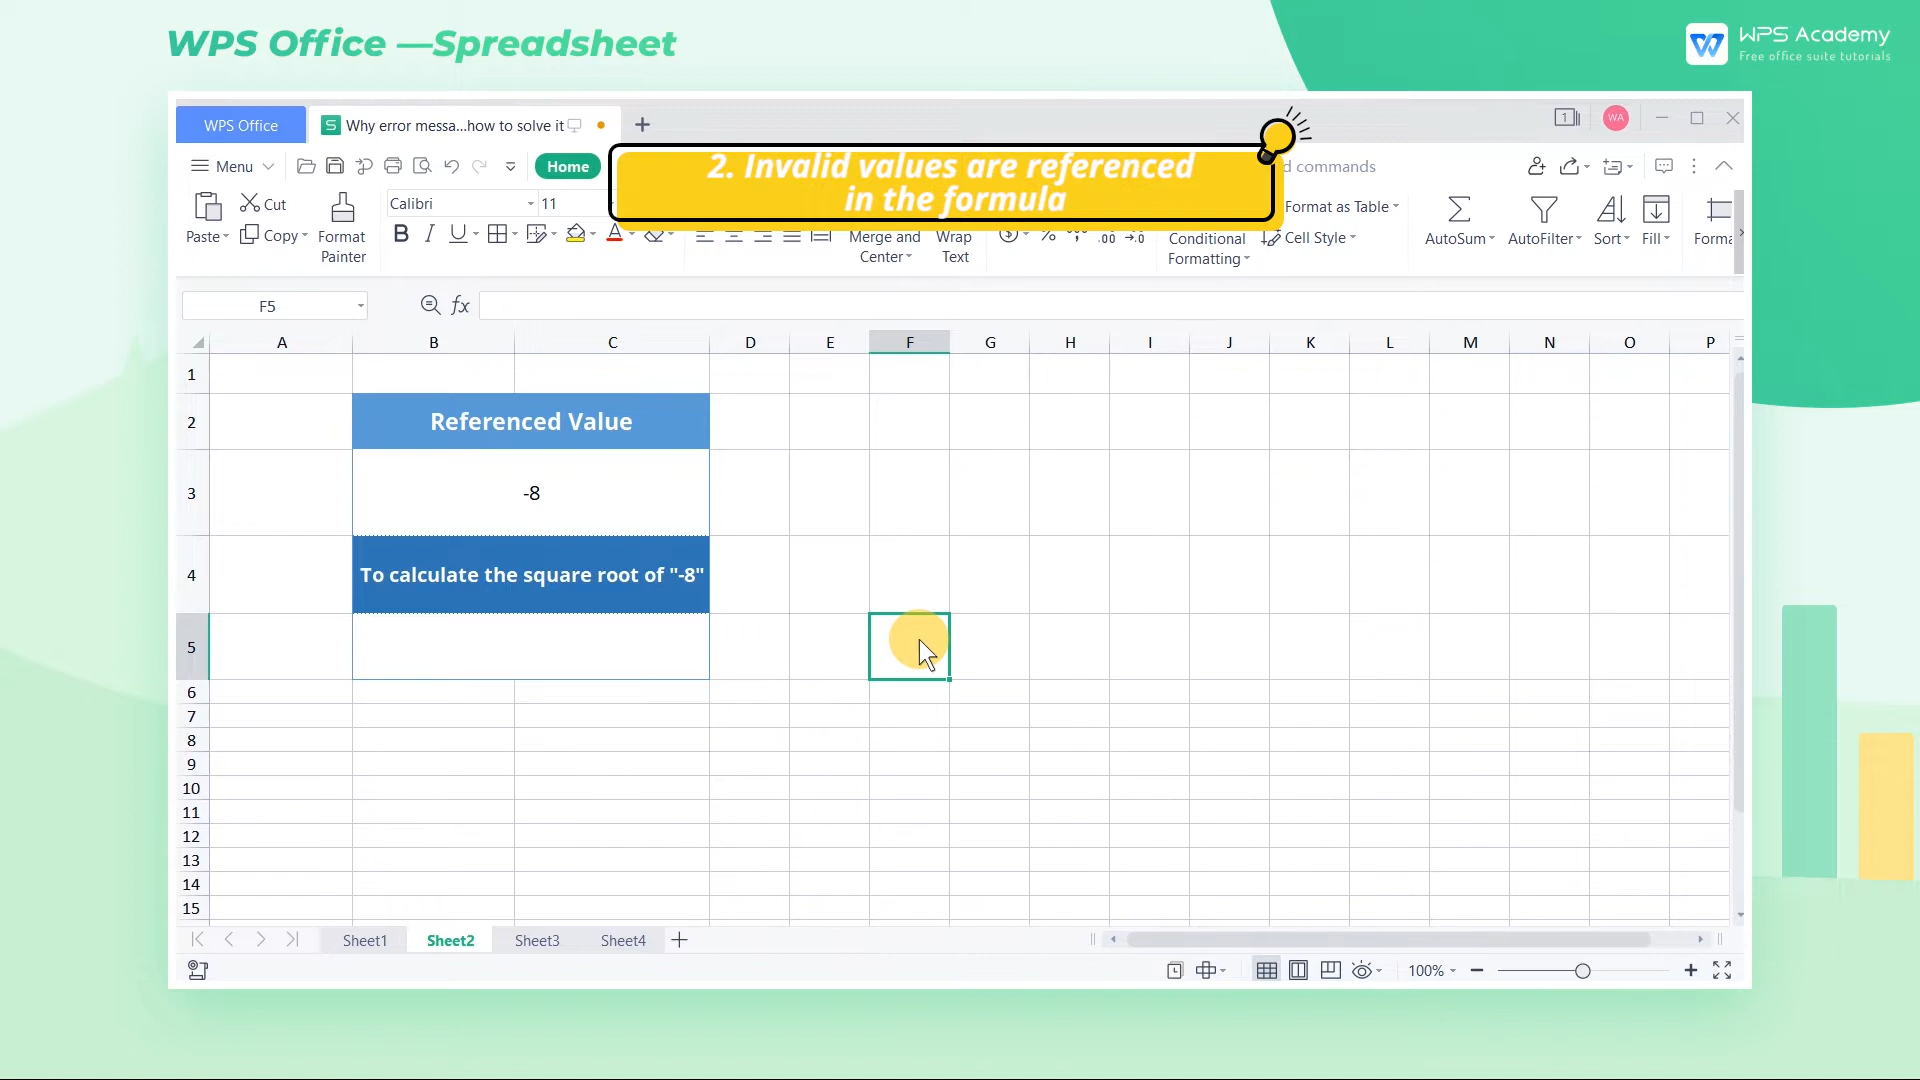 WPS Office —Spreadsheet
WPS Academy
Free office suite tutorials
WPS Office
S Why error messa...how to solve it
1
WA
Menu
Home
d commands
2. Invalid values are referenced
in the formula
Cut
Calibri
11
Format as Table
Paste
Copy
Format
Painter
B I U
A
Merge and
Center
Wrap
Text
Conditional
Formatting
Cell Style
AutoSum
AutoFilter
Sort
Fill
Forma
F5
fx
A B C D E F G H I J K L M N O P
1
2 Referenced Value
3 -8
4 To calculate the square root of "-8"
5
6
7
8
9
10
11
12
13
14
15
Sheet1 Sheet2 Sheet3 Sheet4
100%